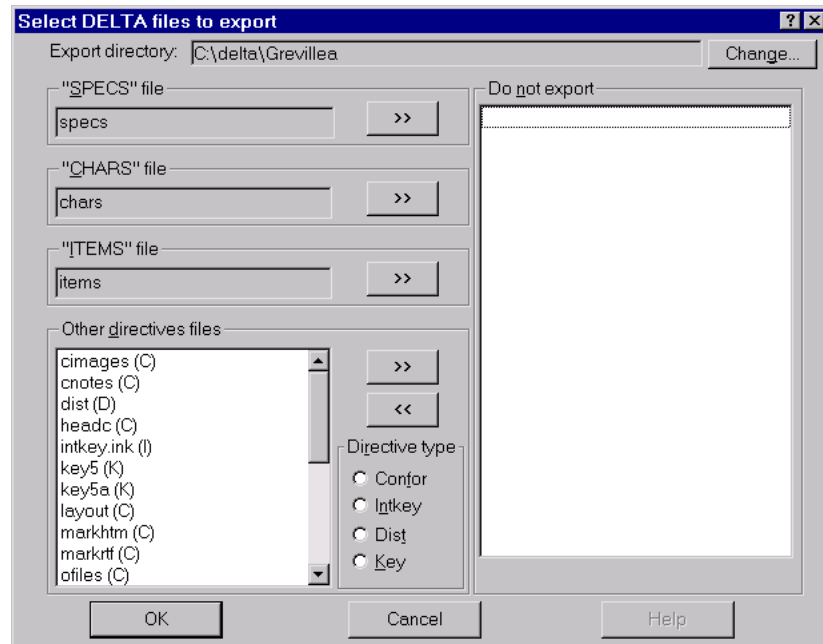 Select DELTA files to export
Export directory: C:\delta\Grevillea Change...
"SPECS" file
specs >>
"CHARS" file
chars >>
"ITEMS" file
items >>
Other directives files
cimages (C)
cnotes (C)
dist (D)
headc (C)
intkey.ink (I)
key5 (K)
key5a (K)
layout (C)
markhtm (C)
markrtf (C)
ofiles (C)
>>
<<
Directive type
Confor
Intkey
Dist
Key
Do not export
OK Cancel Help